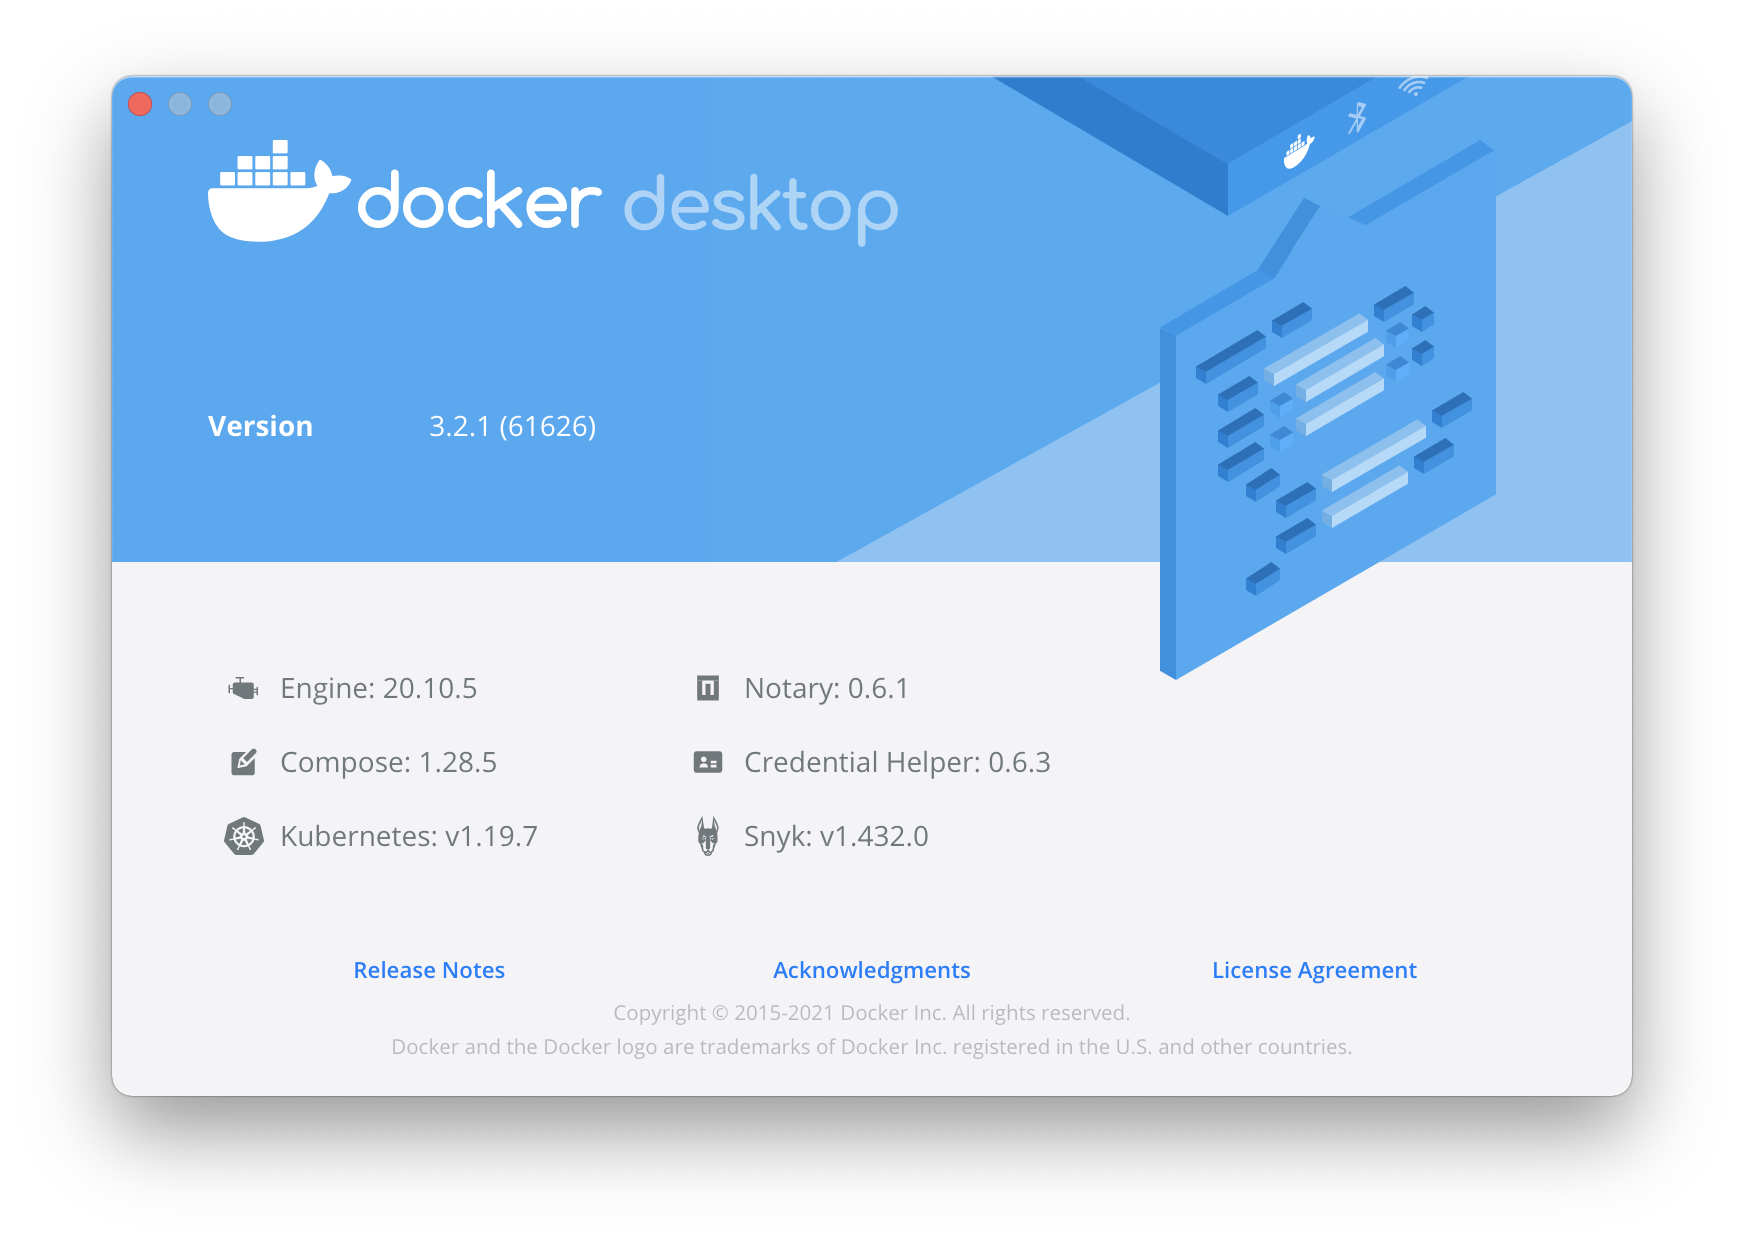 docker desktop
Version 3.2.1 (61626)
Engine: 20.10.5
Notary: 0.6.1
Compose: 1.28.5
Credential Helper: 0.6.3
Kubernetes: v1.19.7
Snyk: v1.432.0
Release Notes
Acknowledgments
License Agreement
Copyright © 2015-2021 Docker Inc. All rights reserved.
Docker and the Docker logo are trademarks of Docker Inc. registered in the U.S. and other countries.